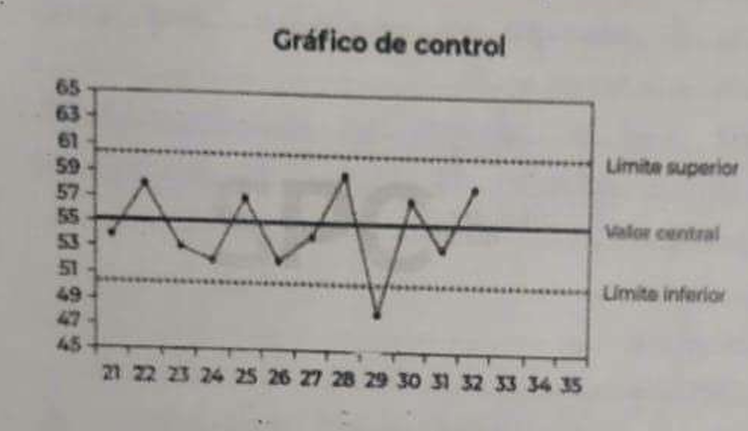 Gráfico de control
65
63
61
59
57
55
53
51
49
47
45
Límite superior
Valor central
Límite inferior
21 22 23 24 25 26 27 28 29 30 31 32 33 34 35